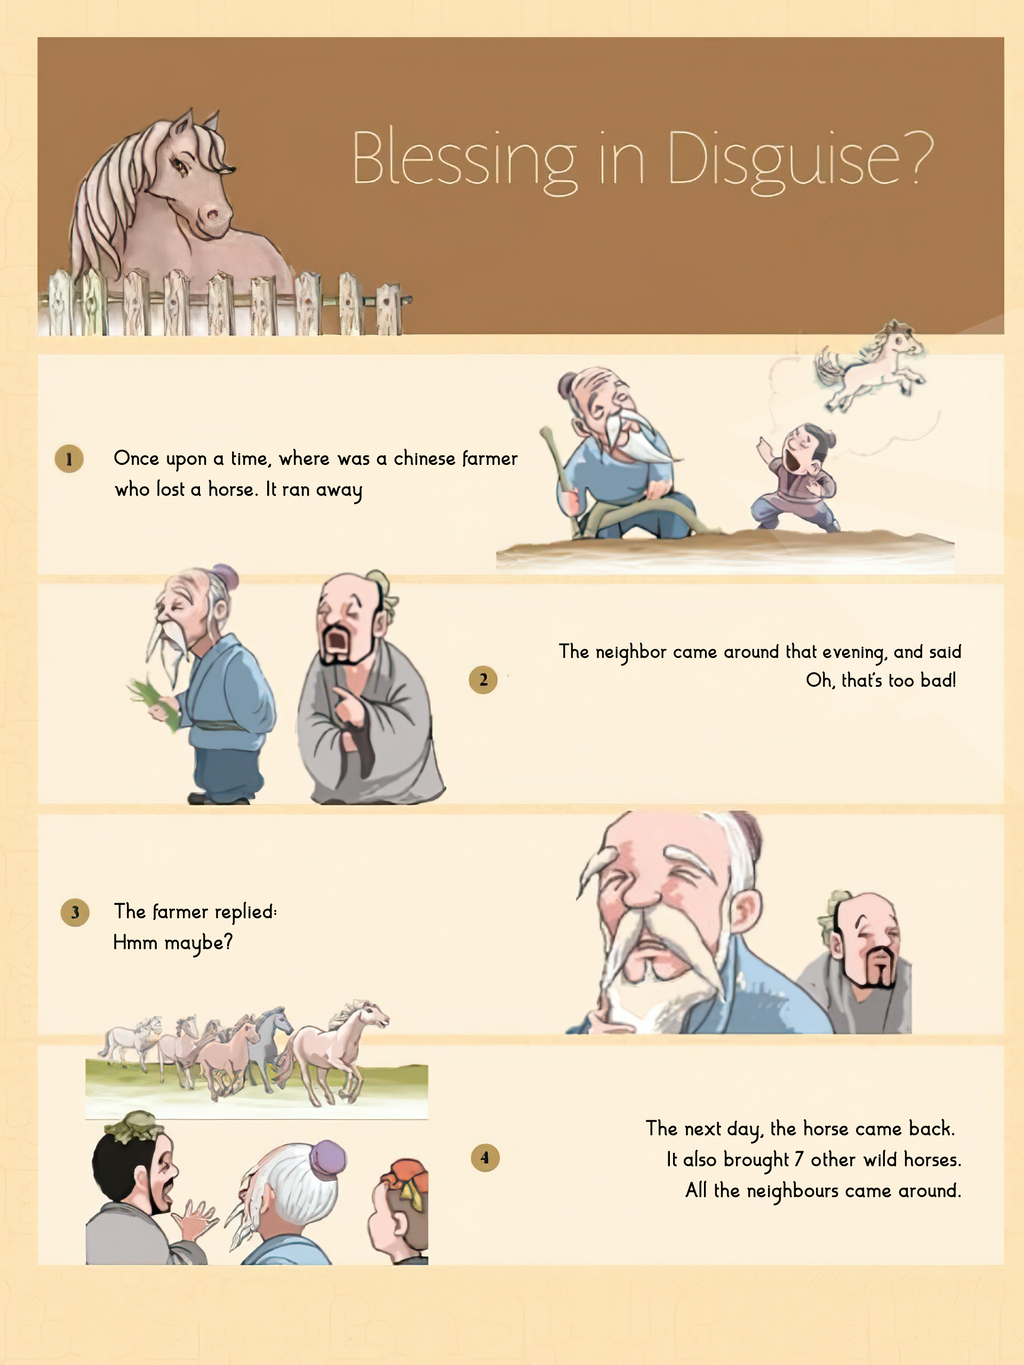 Blessing in Disguise?
1
Once upon a time, where was a chinese farmer
who lost a horse. It ran away
2
The neighbor came around that evening, and said
Oh, that's too bad!
3
The farmer replied:
Hmm maybe?
4
The next day, the horse came back.
It also brought 7 other wild horses.
All the neighbours came around.